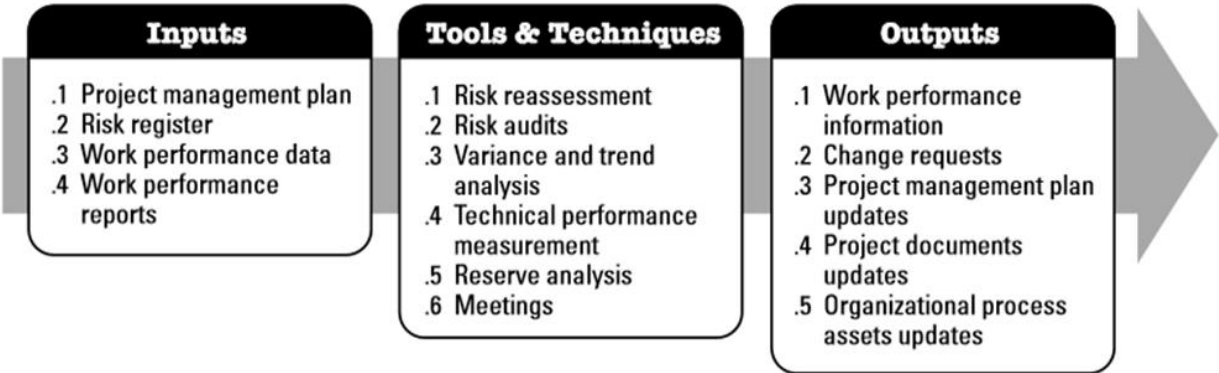 Inputs
.1 Project management plan
.2 Risk register
.3 Work performance data
.4 Work performance
reports
Tools & Techniques
.1 Risk reassessment
.2 Risk audits
.3 Variance and trend
analysis
.4 Technical performance
measurement
.5 Reserve analysis
.6 Meetings
Outputs
.1 Work performance
information
.2 Change requests
.3 Project management plan
updates
.4 Project documents
updates
.5 Organizational process
assets updates